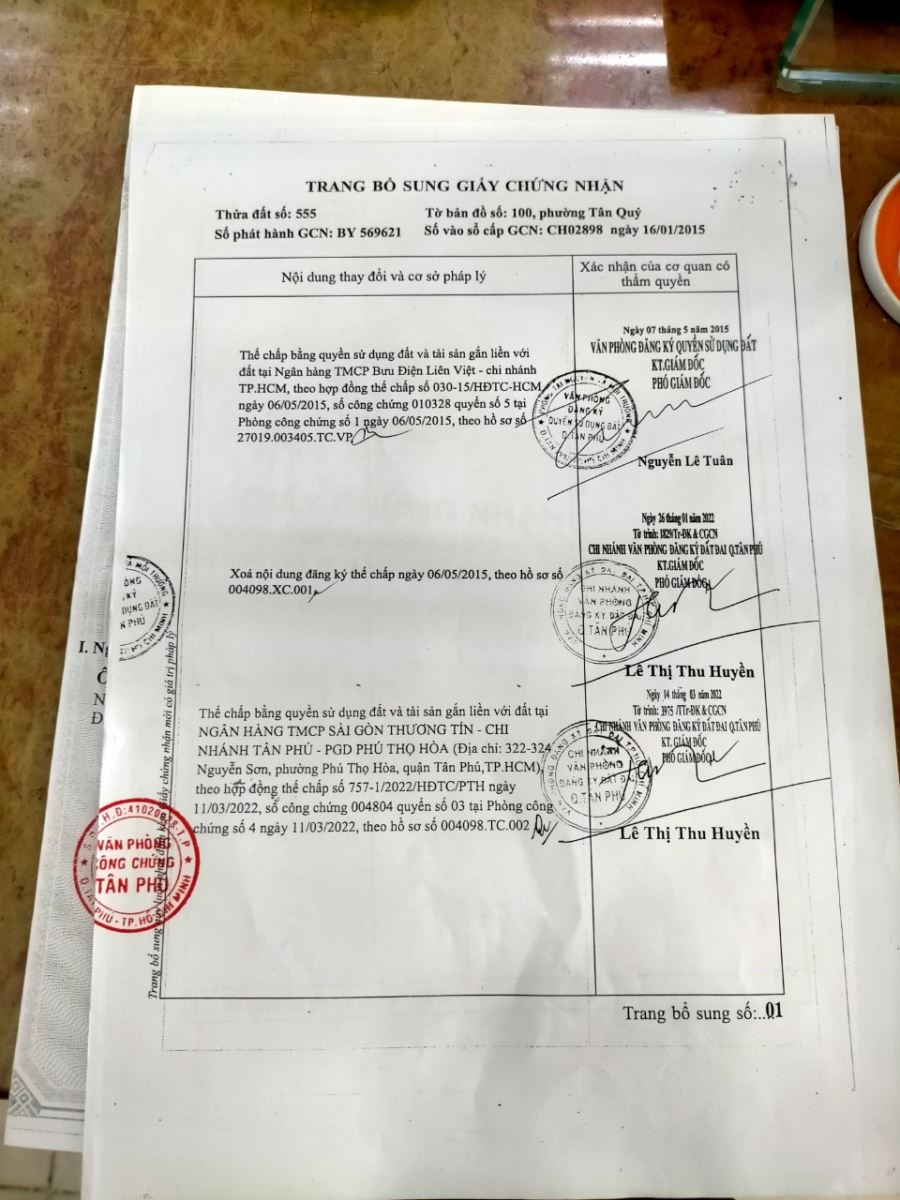 TRANG BỔ SUNG GIẤY CHỨNG NHẬN
Thửa đất số: 555
Tờ bản đồ số: 100, phường Tân Quý
Số phát hành GCN: BY 569621
Số vào sổ cấp GCN: CH02898 ngày 16/01/2015
Nội dung thay đổi và cơ sở pháp lý
Xác nhận của cơ quan có
thẩm quyền
Thế chấp bằng quyền sử dụng đất và tài sản gắn liền với
đất tại Ngân hàng TMCP Bưu Điện Liên Việt - chi nhánh
TP.HCM, theo hợp đồng thế chấp số 030-15/HĐTC-HCM
ngày 06/05/2015, số công chứng 010328 quyển số 5 tại
Phòng công chứng số 1 ngày 06/05/2015, theo hồ sơ số
27019.003405.TC.VP
Ngày 07 tháng 5 năm 2015
VĂN PHÒNG ĐĂNG KÝ QUYỀN SỬ DỤNG ĐẤT
KT.GIÁM ĐỐC
PHÓ GIÁM ĐỐC
VĂN PHÒNG
ĐĂNG KÝ
QUYỀN SỬ DỤNG ĐẤT
Q.TÂN PHÚ
Nguyễn Lê Tuân
Xoá nội dung đăng ký thế chấp ngày 06/05/2015, theo hồ sơ số
004098.XC.001
Ngày 26 tháng 01 năm 2022
Tờ trình: 1829/Tr-ĐK & CGCN
CHI NHÁNH VĂN PHÒNG ĐĂNG KÝ ĐẤT ĐAI Q.TÂN PHÚ
KT.GIÁM ĐỐC
PHÓ GIÁM ĐỐC
CHI NHÁNH
VĂN PHÒNG
ĐĂNG KÝ ĐẤT ĐAI
Q.TÂN PHÚ
Lê Thị Thu Huyền
Thế chấp bằng quyền sử dụng đất và tài sản gắn liền với đất tại
NGÂN HÀNG TMCP SÀI GÒN THƯƠNG TÍN - CHI
NHÁNH TÂN PHÚ - PGD PHÚ THỌ HÒA (Địa chỉ: 322-324
Nguyễn Sơn, phường Phú Thọ Hòa, quận Tân Phú,TP.HCM),
theo hợp động thế chấp số 757-1/2022/HĐTC/PTH ngày
11/03/2022, số công chứng 004804 quyển số 03 tại Phòng công
chứng số 4 ngày 11/03/2022, theo hồ sơ số 004098.TC.002
Ngày 14 tháng 03 năm 2022
Tờ trình: 3975 /TTr-ĐK & CGCN
CHI NHÁNH VĂN PHÒNG ĐĂNG KÝ ĐẤT ĐAI Q.TÂN PHÚ
KT. GIÁM ĐỐC
PHÓ GIÁM ĐỐC
CHI NHÁNH
VĂN PHÒNG
ĐĂNG KÝ ĐẤT ĐAI
Q.TÂN PHÚ
Lê Thị Thu Huyền
VĂN PHÒNG
CÔNG CHỨNG
TÂN PHÚ
Q.TÂN PHÚ - TP.HỒ CHÍ MINH
I.
Trang bổ sung số:..01